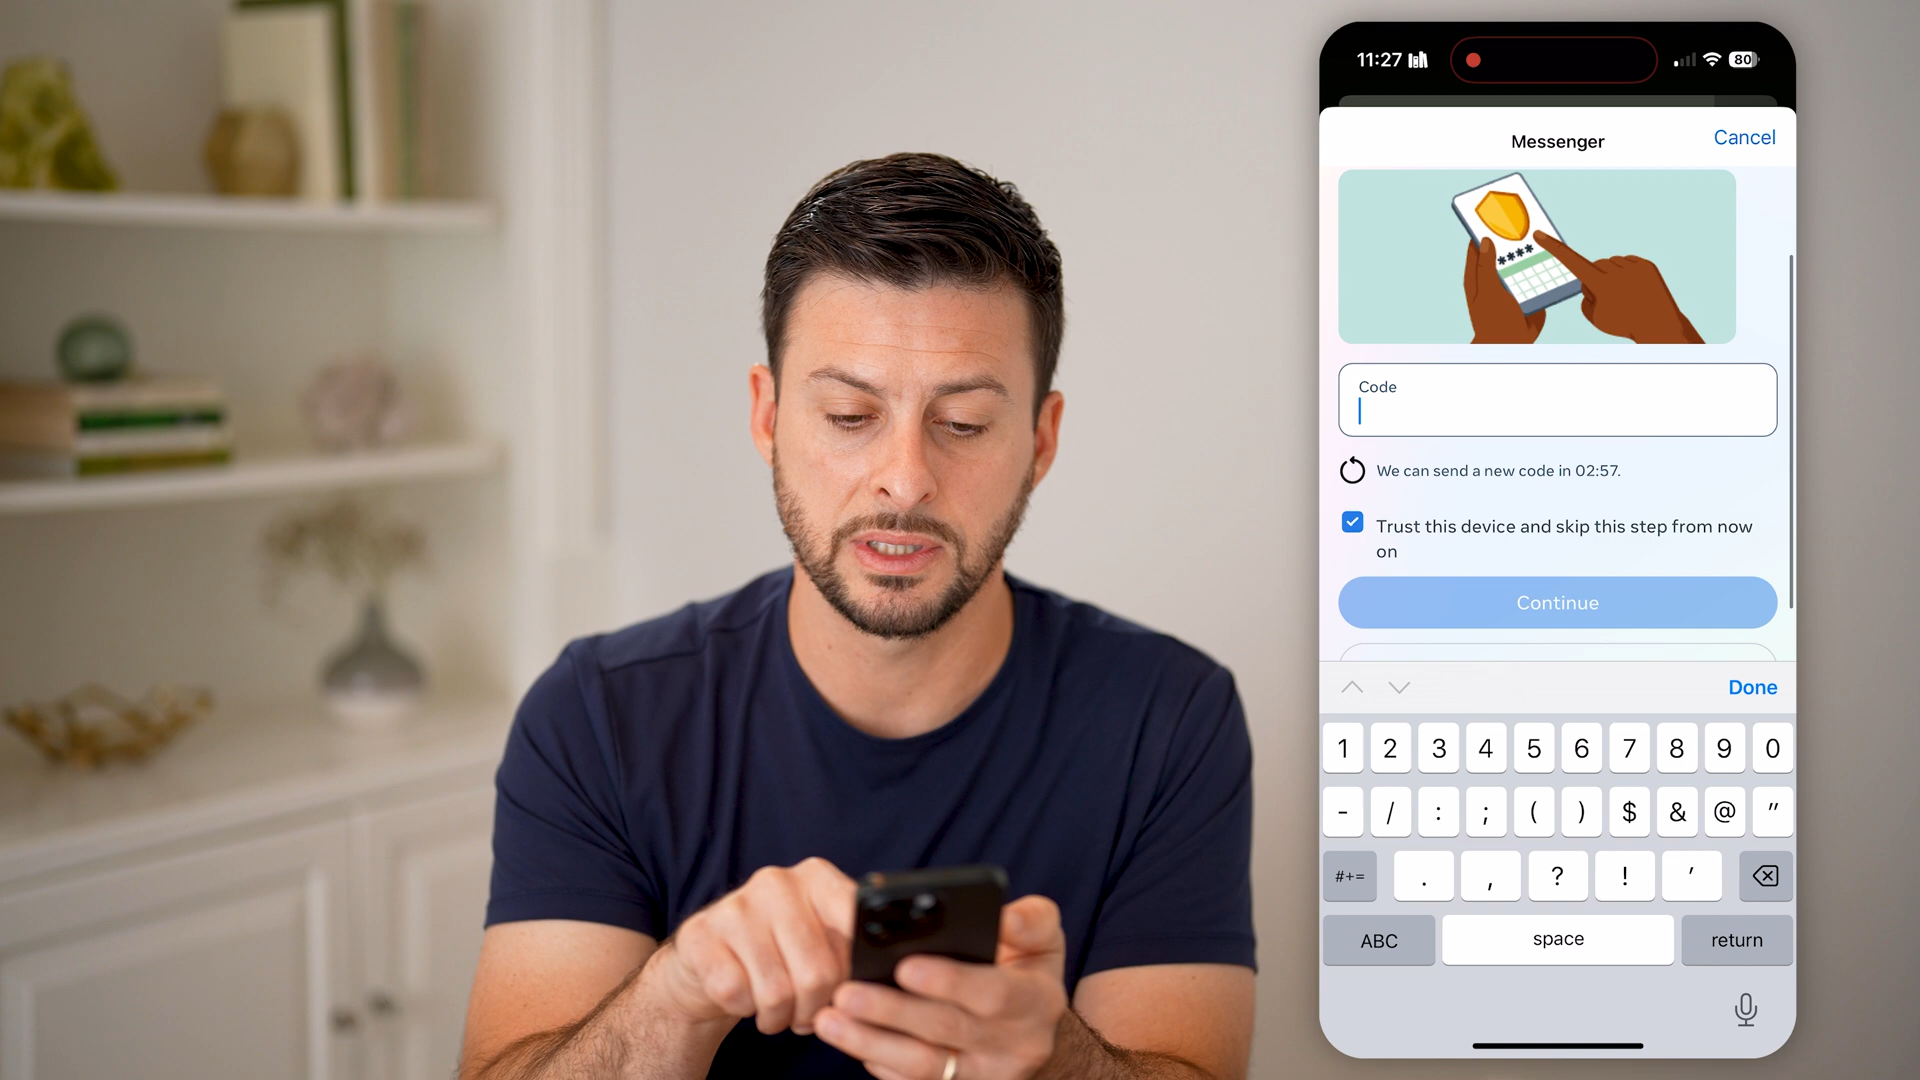 11:27
80
Messenger
Cancel
****
Code
We can send a new code in 02:57.
Trust this device and skip this step from now
on
Continue
Done
1 2 3 4 5 6 7 8 9 0
- / : ; ( ) $ & @ "
#+= . , ? ! '
ABC space return